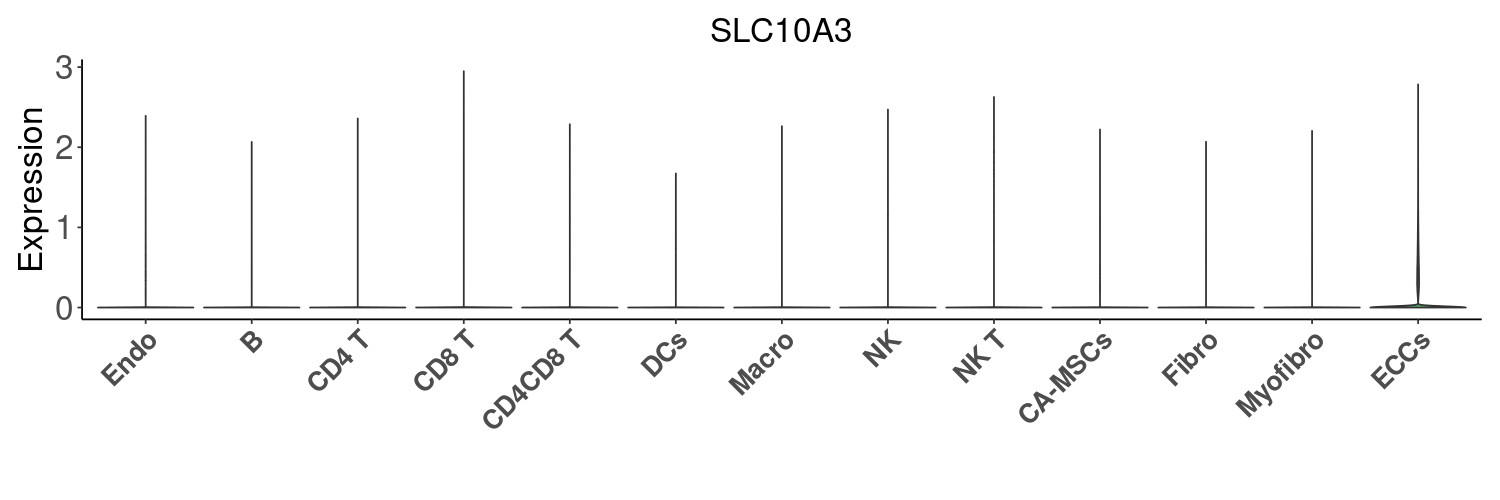 SLC10A3
Expression
3
2
1
0
Endo
B
CD4 T
CD8 T
CD4CD8 T
DCs
Macro
NK
NK T
CA-MSCs
Fibro
Myofibro
ECCs